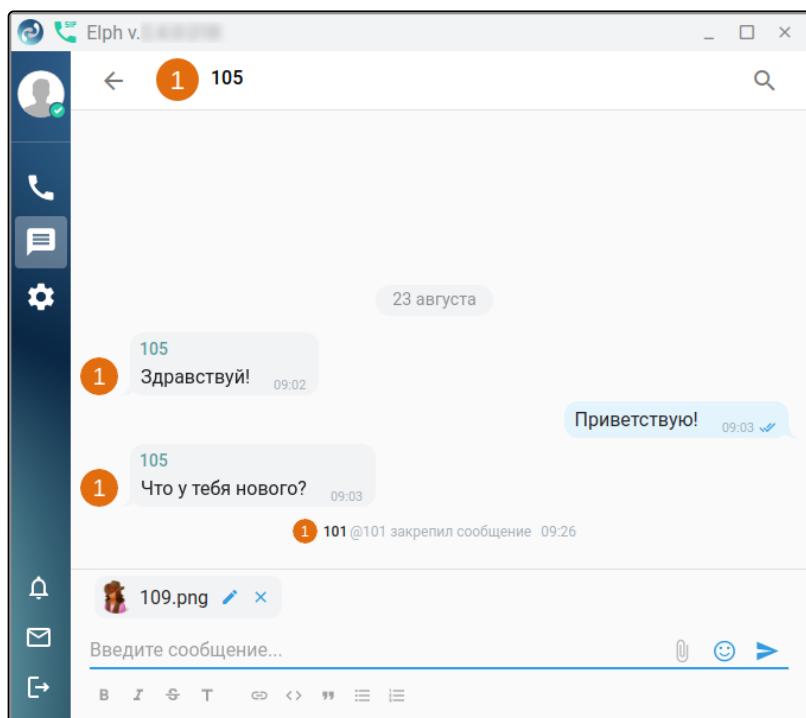 SIP
Elph v.
1 105
23 августа
105
1 Здравствуй! 09:02
Приветствую! 09:03
105
1 Что у тебя нового? 09:03
1 101 @101 закрепил сообщение 09:26
109.png
Введите сообщение...
B I S T